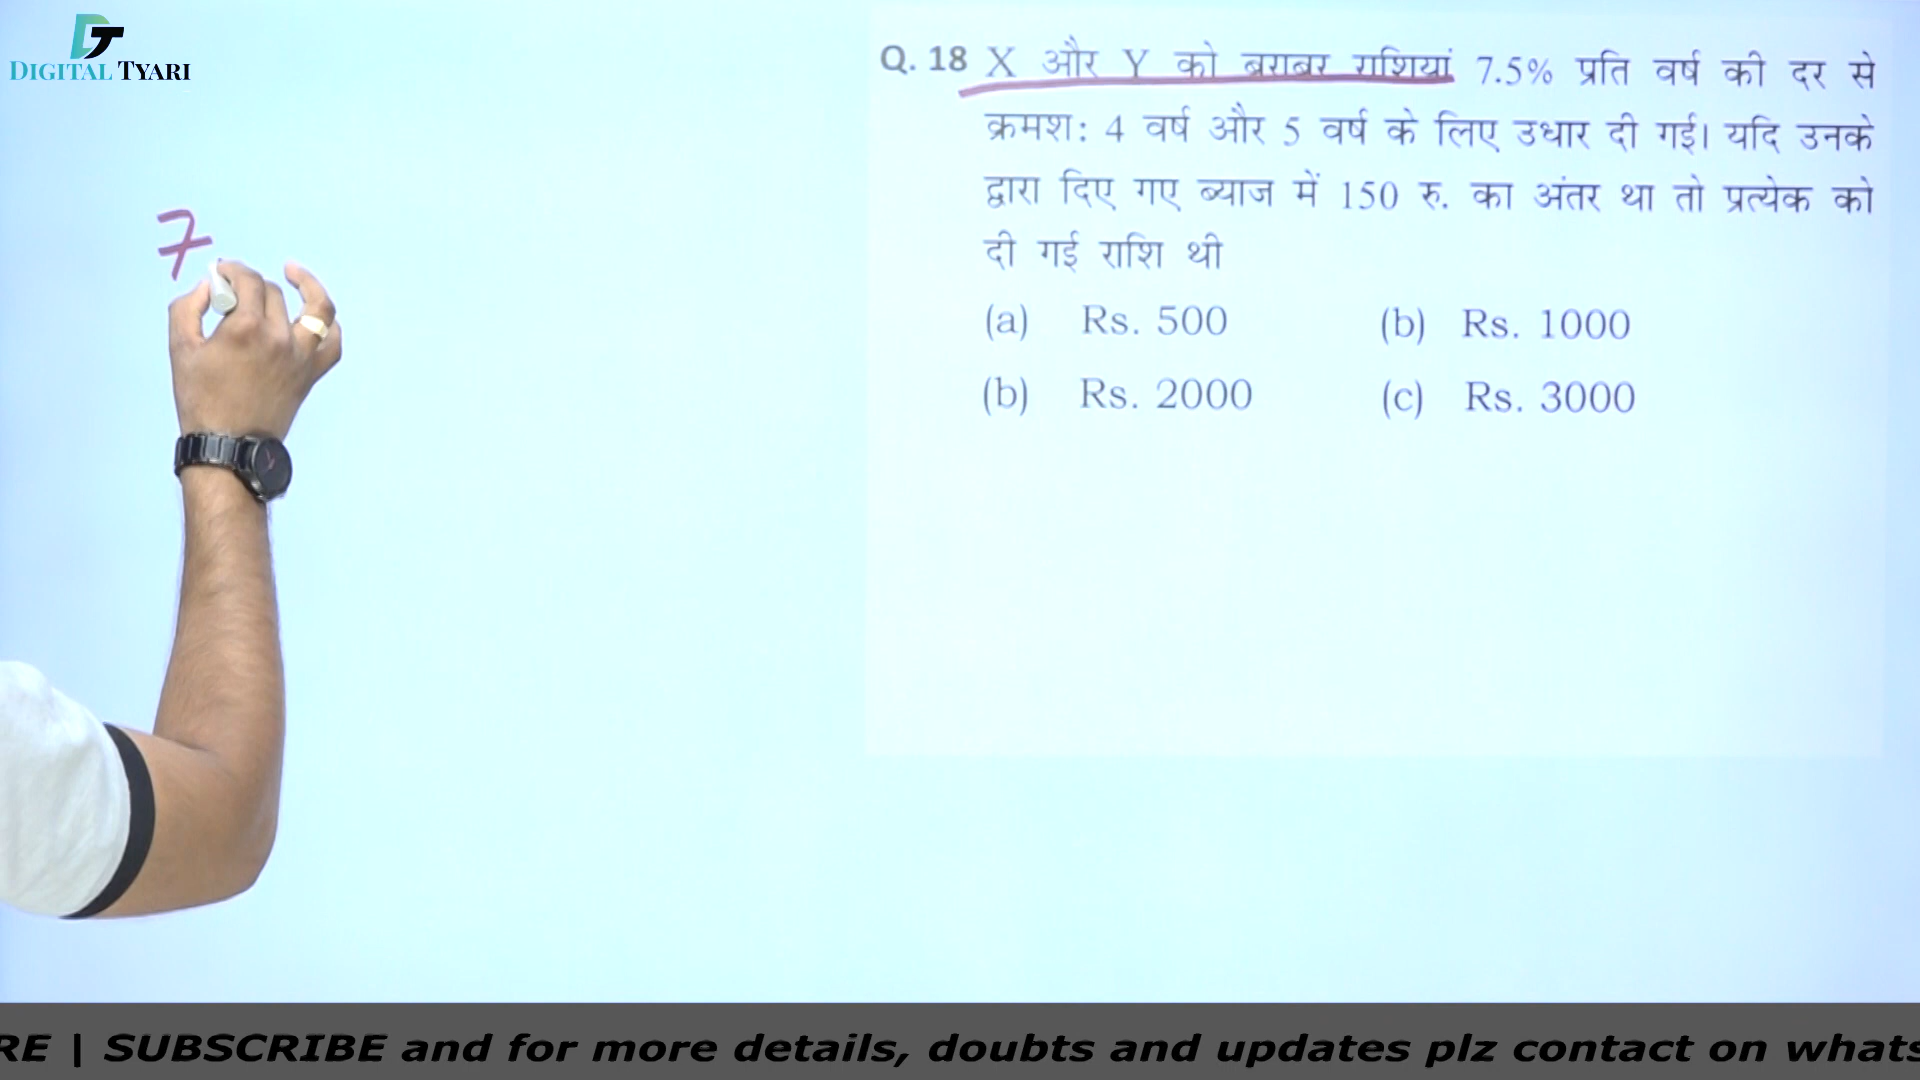 DT
DIGITAL TYARI
Q. 18 X और Y को बराबर राशियां 7.5% प्रति वर्ष की दर से
क्रमश: 4 वर्ष और 5 वर्ष के लिए उधार दी गई। यदि उनके
द्वारा दिए गए ब्याज में 150 रु. का अंतर था तो प्रत्येक को
दी गई राशि थी
(a) Rs. 500 (b) Rs. 1000
(b) Rs. 2000 (c) Rs. 3000
7
RE | SUBSCRIBE and for more details, doubts and updates plz contact on whats